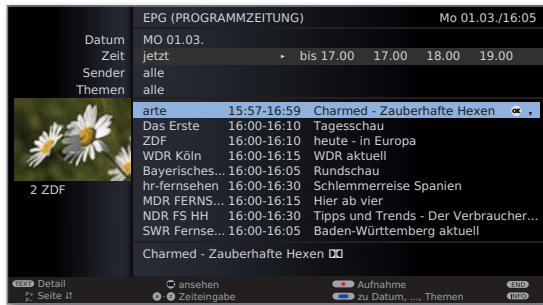 EPG (PROGRAMMZEITUNG) Mo 01.03./16:05
Datum MO 01.03.
Zeit jetzt bis 17.00 17.00 18.00 19.00
Sender alle
Themen alle
arte 15:57-16:59 Charmed - Zauberhafte Hexen OK
Das Erste 16:00-16:10 Tagesschau
ZDF 16:00-16:10 heute - in Europa
WDR Köln 16:00-16:15 WDR aktuell
Bayerisches... 16:00-16:05 Rundschau
hr-fernsehen 16:00-16:30 Schlemmerreise Spanien
MDR FERNS... 16:00-16:15 Hier ab vier
NDR FS HH 16:00-16:30 Tipps und Trends - Der Verbraucher...
SWR Fernse... 16:00-16:05 Baden-Württemberg aktuell
2 ZDF
Charmed - Zauberhafte Hexen
TEXT Detail OK ansehen Aufnahme END
P+ P- Seite OK zu Datum, ..., Themen INFO